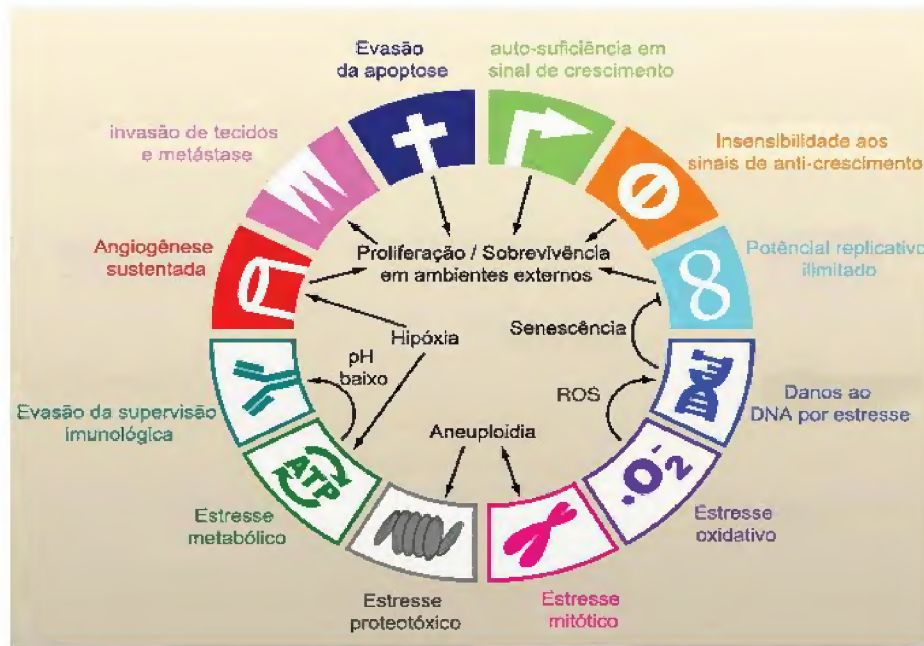 Evasão
da apoptose
auto-suficiência em
sinal de crescimento
invasão de tecidos
e metástase
Insensibilidade aos
sinais de anti-crescimento
Angiogênese
sustentada
Proliferação / Sobrevivência
em ambientes externos
Poténcial replicativo
ilimitado
Hipóxia
Senescência
pH
baixo
ROS
Danos ao
DNA por estresse
Evasão da supervisão
imunológica
Aneuploidia
ATP
O2
Estresse
metabólico
Estresse
oxidativo
Estresse
proteotóxico
Estresse
mitótico